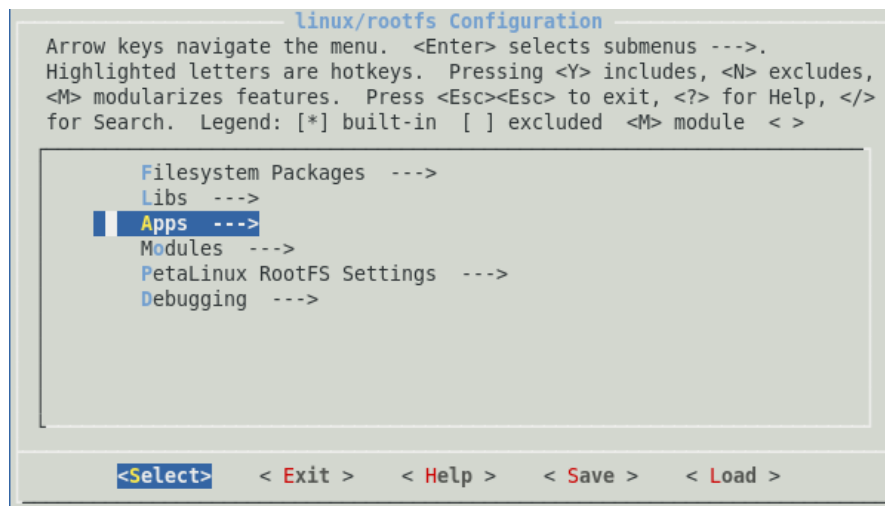 linux/rootfs Configuration
Arrow keys navigate the menu.  <Enter> selects submenus --->.
Highlighted letters are hotkeys.  Pressing <Y> includes, <N> excludes,
<M> modularizes features.  Press <Esc><Esc> to exit, <?> for Help, </>
for Search.  Legend: [*] built-in  [ ] excluded  <M> module  < >
Filesystem Packages  --->
Libs  --->
Apps  --->
Modules  --->
PetaLinux RootFS Settings  --->
Debugging  --->
<Select>    < Exit >    < Help >    < Save >    < Load >